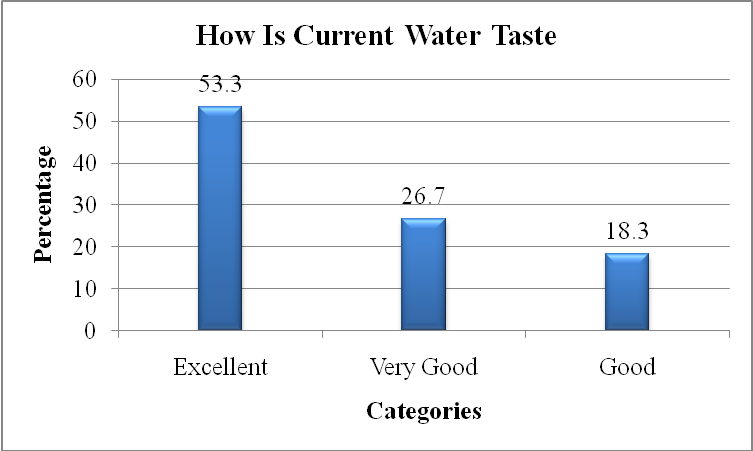 How Is Current Water Taste
Percentage
60
50
40
30
20
10
0
53.3
26.7
18.3
Excellent
Very Good
Good
Categories